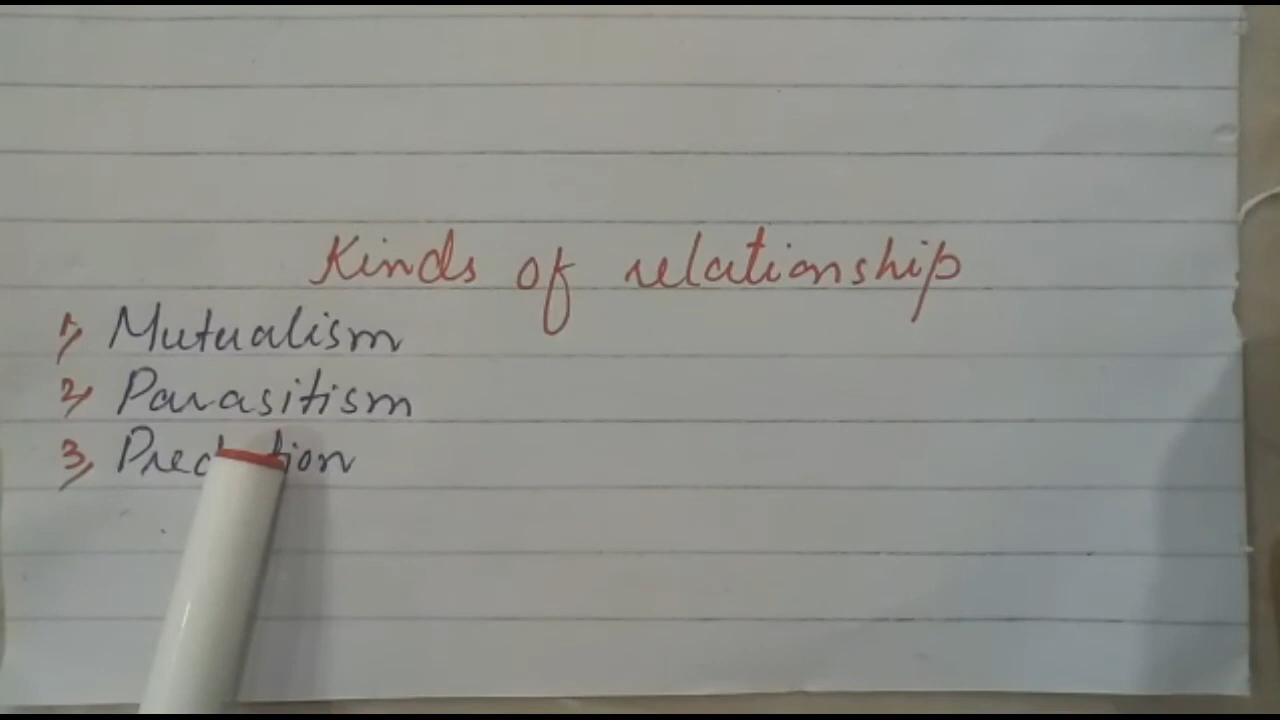 Kinds of relationship
1, Mutualism
2, Parasitism
3,